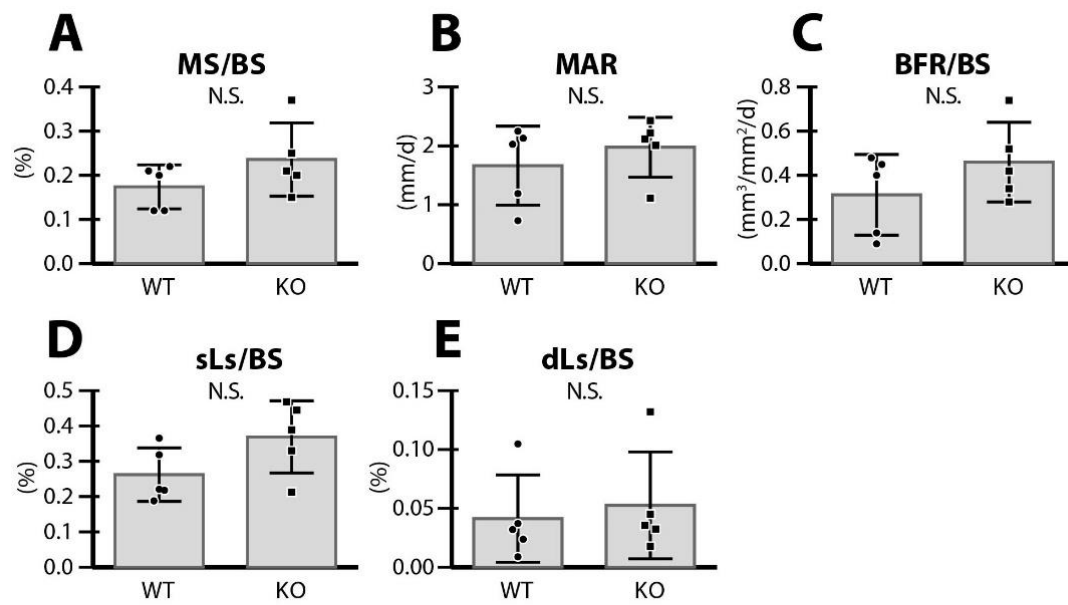 A
MS/BS
N.S.
(%)
0.4
0.3
0.2
0.1
0.0
WT KO
B
MAR
N.S.
(mm/d)
3
2
1
0
WT KO
C
BFR/BS
N.S.
(mm³/mm²/d)
0.8
0.6
0.4
0.2
0.0
WT KO
D
sLs/BS
N.S.
(%)
0.5
0.4
0.3
0.2
0.1
0.0
WT KO
E
dLs/BS
N.S.
(%)
0.15
0.10
0.05
0.00
WT KO